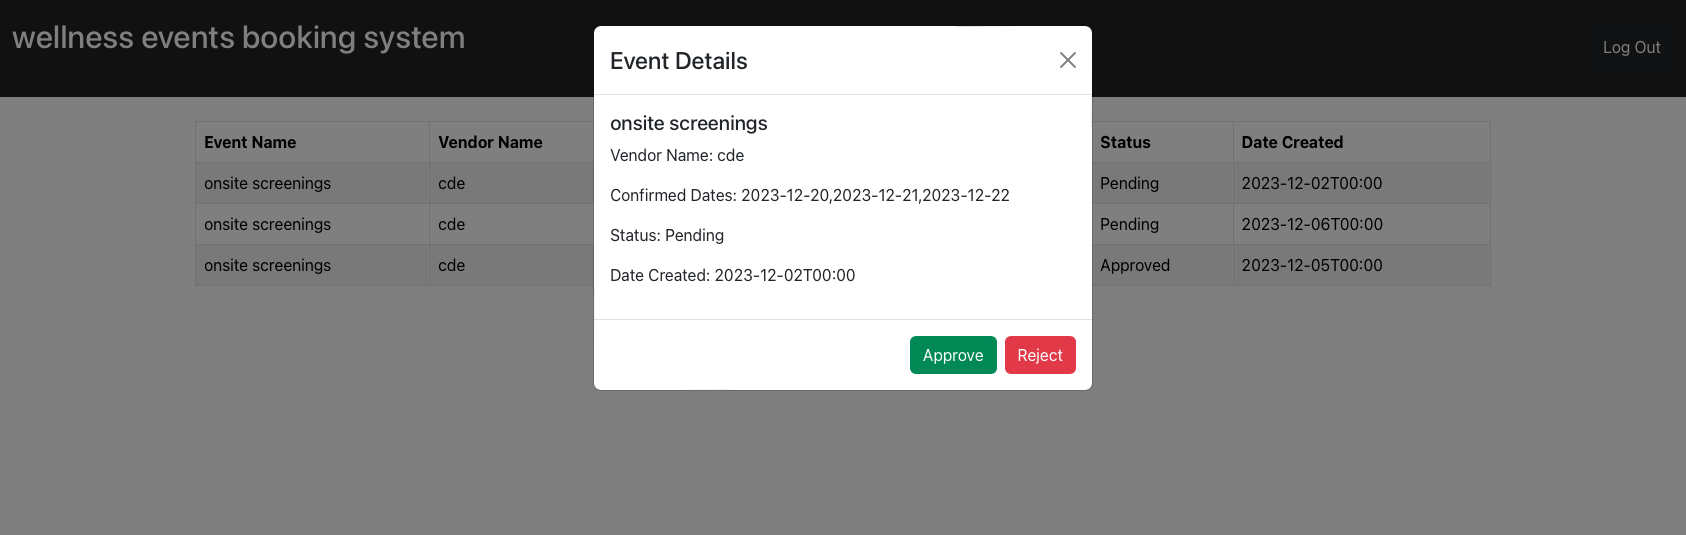 wellness events booking system
Log Out
Event Details
onsite screenings
Vendor Name: cde
Confirmed Dates: 2023-12-20,2023-12-21,2023-12-22
Status: Pending
Date Created: 2023-12-02T00:00
Approve Reject
Event Name Vendor Name Status Date Created
onsite screenings cde Pending 2023-12-02T00:00
onsite screenings cde Pending 2023-12-06T00:00
onsite screenings cde Approved 2023-12-05T00:00